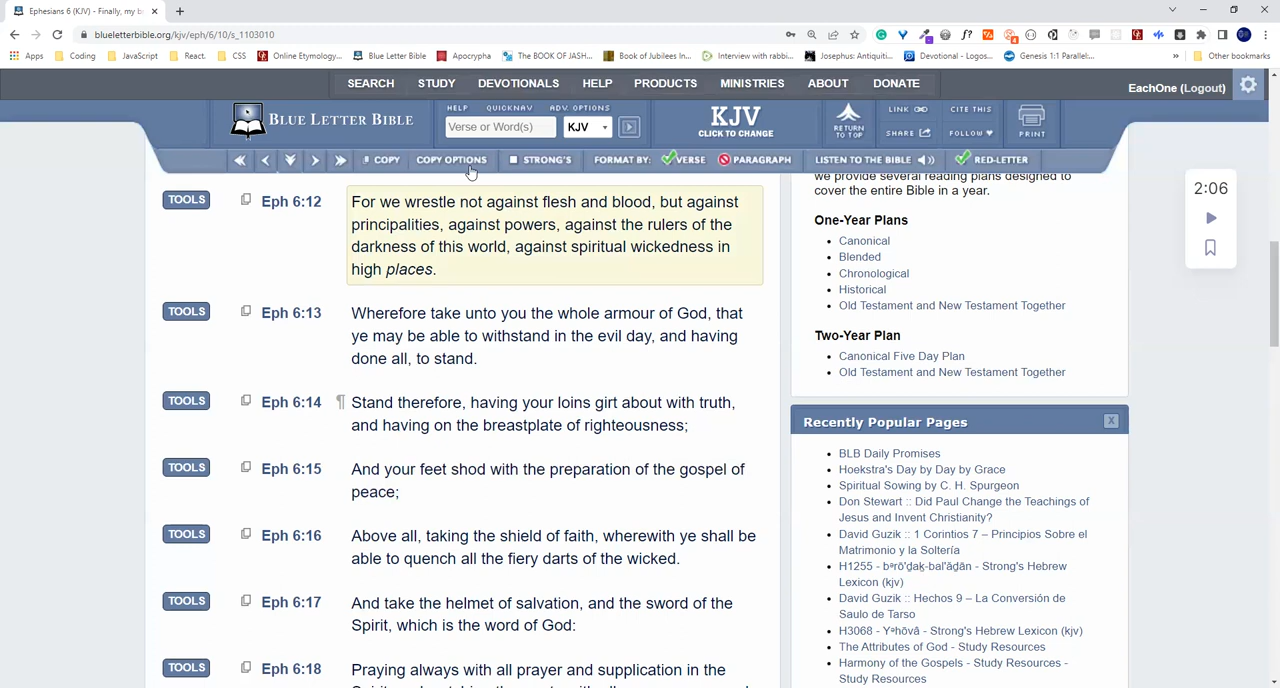 Ephesians 6 (KJV) - Finally, my b
blueletterbible.org/kjv/eph/6/10/s_1103010
Apps Coding JavaScript React. CSS Online Etymology... Blue Letter Bible Apocrypha The BOOK OF JASH... Book of Jubilees In... Interview with rabbi... Josephus: Antiquiti... Devotional - Logos... Genesis 1:1 Parallel:... » Other bookmarks
SEARCH STUDY DEVOTIONALS HELP PRODUCTS MINISTRIES ABOUT DONATE
EachOne (Logout)
BLUE LETTER BIBLE
HELP QUICKNAV ADV. OPTIONS
Verse or Word(s) KJV
KJV
CLICK TO CHANGE
RETURN
TO TOP
LINK CITE THIS
SHARE FOLLOW
PRINT
COPY COPY OPTIONS STRONG'S FORMAT BY: VERSE PARAGRAPH LISTEN TO THE BIBLE RED-LETTER
TOOLS Eph 6:12 For we wrestle not against flesh and blood, but against
principalities, against powers, against the rulers of the
darkness of this world, against spiritual wickedness in
high places.
TOOLS Eph 6:13 Wherefore take unto you the whole armour of God, that
ye may be able to withstand in the evil day, and having
done all, to stand.
TOOLS Eph 6:14 ¶ Stand therefore, having your loins girt about with truth,
and having on the breastplate of righteousness;
TOOLS Eph 6:15 And your feet shod with the preparation of the gospel of
peace;
TOOLS Eph 6:16 Above all, taking the shield of faith, wherewith ye shall be
able to quench all the fiery darts of the wicked.
TOOLS Eph 6:17 And take the helmet of salvation, and the sword of the
Spirit, which is the word of God:
TOOLS Eph 6:18 Praying always with all prayer and supplication in the
we provide several reading plans designed to
cover the entire Bible in a year.
One-Year Plans
• Canonical
• Blended
• Chronological
• Historical
• Old Testament and New Testament Together
Two-Year Plan
• Canonical Five Day Plan
• Old Testament and New Testament Together
Recently Popular Pages X
• BLB Daily Promises
• Hoekstra's Day by Day by Grace
• Spiritual Sowing by C. H. Spurgeon
• Don Stewart :: Did Paul Change the Teachings of
Jesus and Invent Christianity?
• David Guzik :: 1 Corintios 7 – Principios Sobre el
Matrimonio y la Soltería
• H1255 - bᵊrō'ḏaḵ-bal'ăḏān - Strong's Hebrew
Lexicon (kjv)
• David Guzik :: Hechos 9 – La Conversión de
Saulo de Tarso
• H3068 - Yᵊhōvâ - Strong's Hebrew Lexicon (kjv)
• The Attributes of God - Study Resources
• Harmony of the Gospels - Study Resources -
Study Resources
2:06